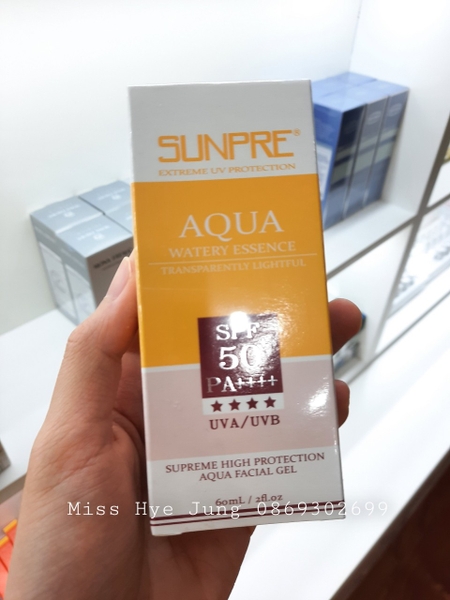 SUNPRE®
EXTREME UV PROTECTION
AQUA
WATERY ESSENCE
TRANSPARENTLY LIGHTFUL
SPF
50
PA++++
★★★★
UVA/UVB
SUPREME HIGH PROTECTION
AQUA FACIAL GEL
60mL / 2fl.oz
Miss Hye Jung 0869302699